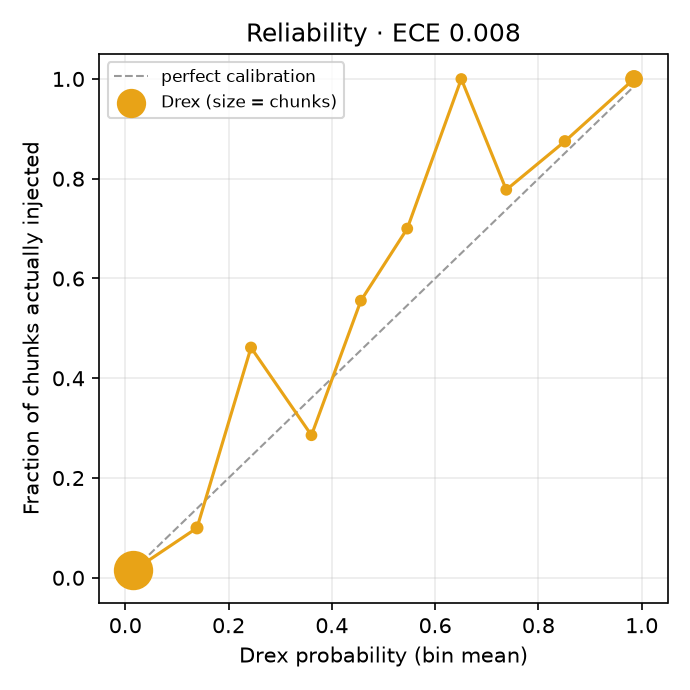 Reliability · ECE 0.008
perfect calibration
Drex (size = chunks)
Fraction of chunks actually injected
1.0
0.8
0.6
0.4
0.2
0.0
0.0 0.2 0.4 0.6 0.8 1.0
Drex probability (bin mean)